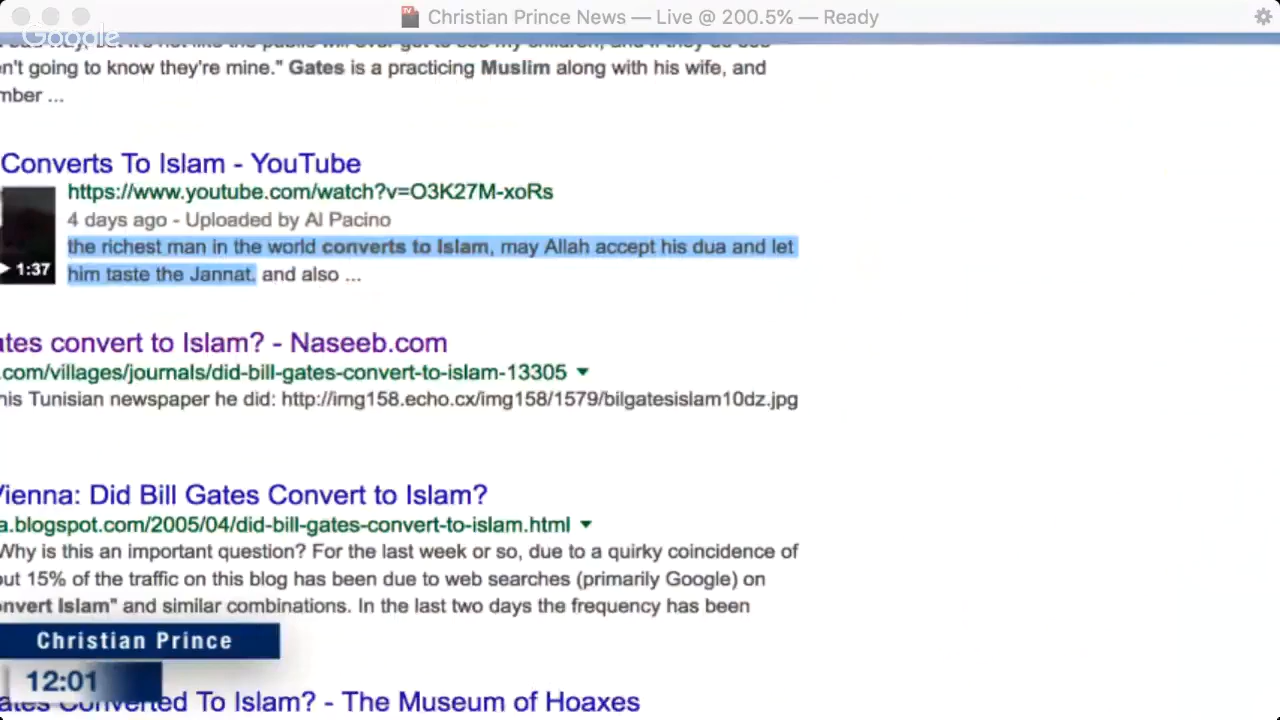 Christian Prince News — Live @ 200.5% — Ready
Google
n't going to know they're mine." Gates is a practicing Muslim along with his wife, and
mber ...
Converts To Islam - YouTube
https://www.youtube.com/watch?v=O3K27M-xoRs
4 days ago - Uploaded by Al Pacino
the richest man in the world converts to Islam, may Allah accept his dua and let
1:37
him taste the Jannat. and also ...
ates convert to Islam? - Naseeb.com
.com/villages/journals/did-bill-gates-convert-to-islam-13305
his Tunisian newspaper he did: http://img158.echo.cx/img158/1579/bilgatesislam10dz.jpg
Vienna: Did Bill Gates Convert to Islam?
a.blogspot.com/2005/04/did-bill-gates-convert-to-islam.html
Why is this an important question? For the last week or so, due to a quirky coincidence of
out 15% of the traffic on this blog has been due to web searches (primarily Google) on
onvert Islam" and similar combinations. In the last two days the frequency has been
Christian Prince
12:01
ates Converted To Islam? - The Museum of Hoaxes